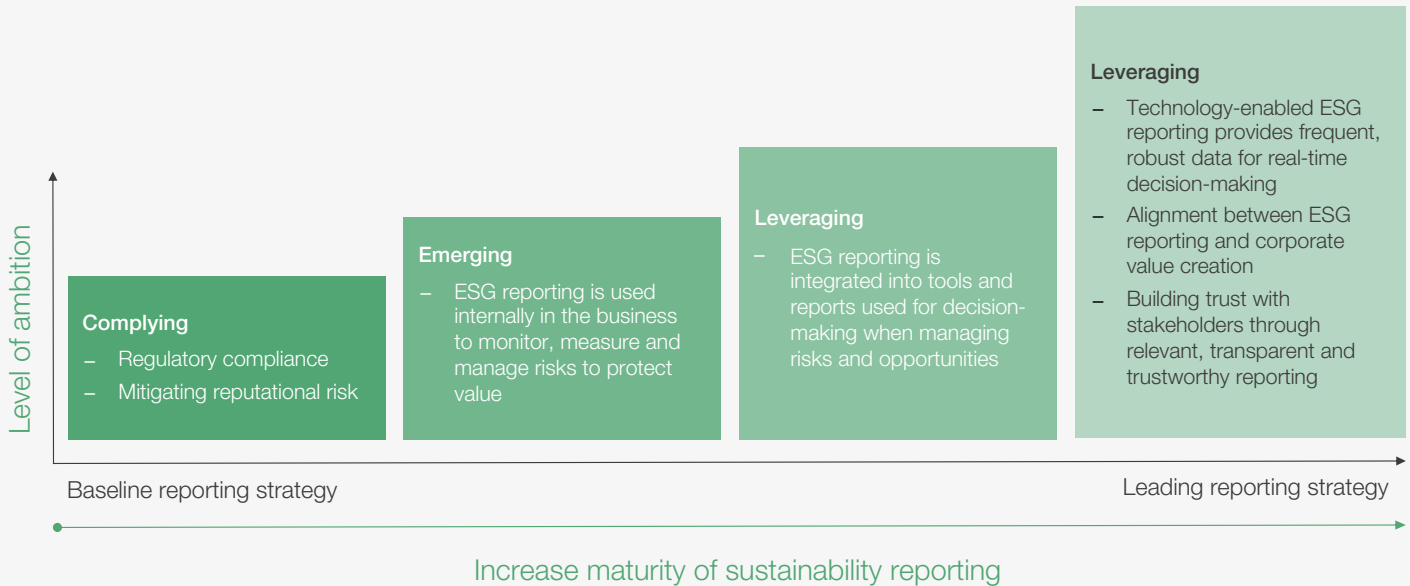 Level of ambition
Complying
– Regulatory compliance
– Mitigating reputational risk
Emerging
– ESG reporting is used
internally in the business
to monitor, measure and
manage risks to protect
value
Leveraging
– ESG reporting is
integrated into tools and
reports used for decision-
making when managing
risks and opportunities
Leveraging
– Technology-enabled ESG
reporting provides frequent,
robust data for real-time
decision-making
– Alignment between ESG
reporting and corporate
value creation
– Building trust with
stakeholders through
relevant, transparent and
trustworthy reporting
Baseline reporting strategy
Leading reporting strategy
Increase maturity of sustainability reporting